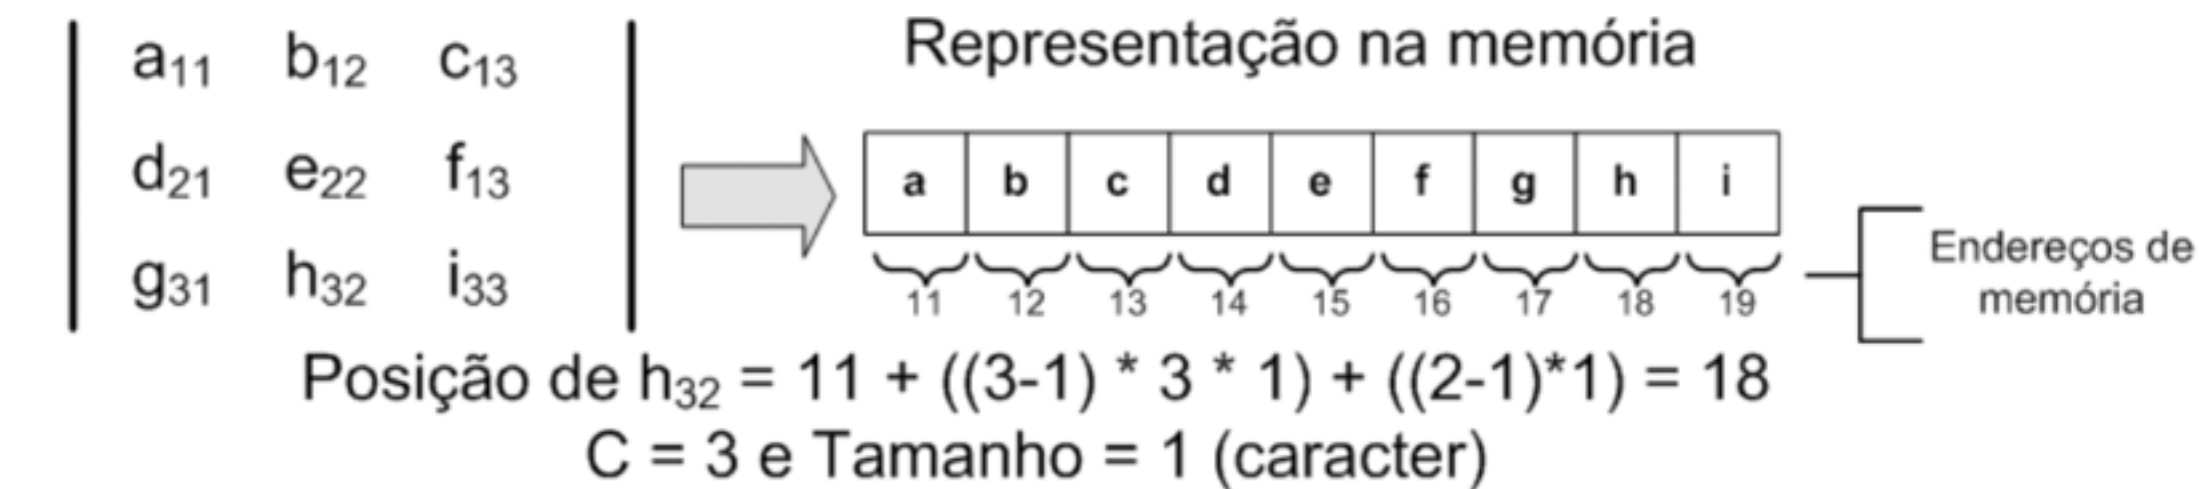 Representação na memória
a11 b12 c13
d21 e22 f13
g31 h32 i33
a b c d e f g h i
11 12 13 14 15 16 17 18 19
Endereços de
memória
Posição de h32 = 11 + ((3-1) * 3 * 1) + ((2-1)*1) = 18
C = 3 e Tamanho = 1 (caracter)